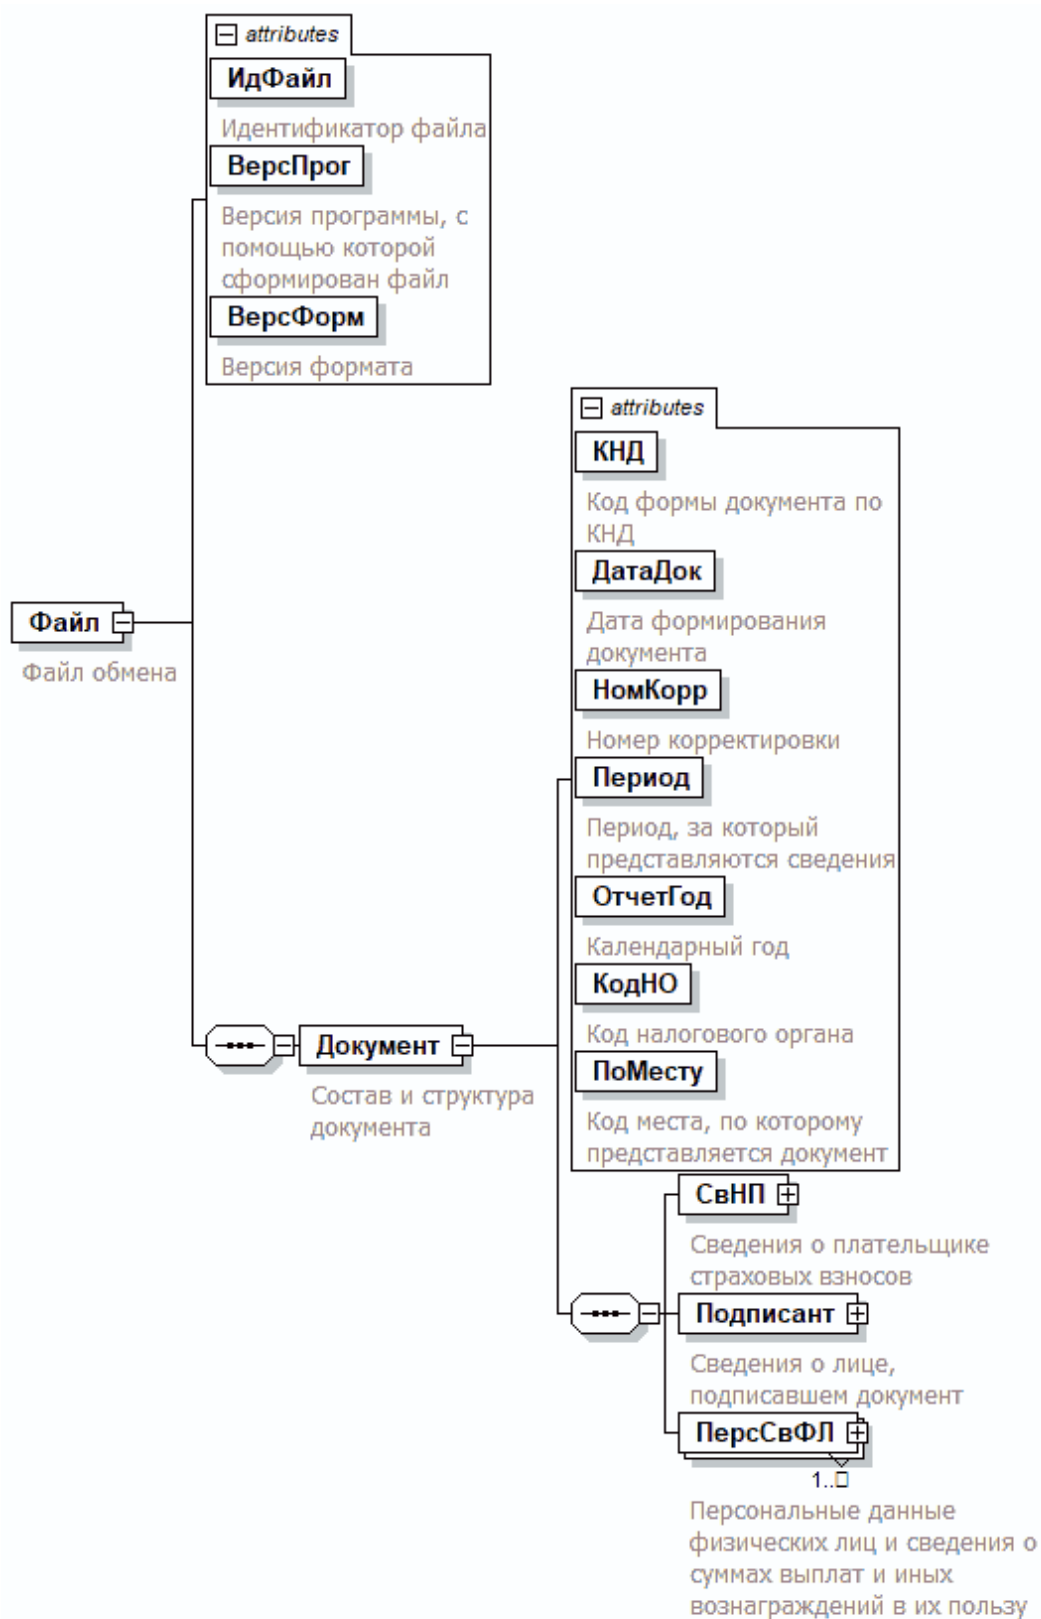 attributes
ИдФайл
Идентификатор файла
ВерсПрог
Версия программы, с
помощью которой
сформирован файл
ВерсФорм
Версия формата
Файл
Файл обмена
Документ
Состав и структура
документа
attributes
КНД
Код формы документа по
КНД
ДатаДок
Дата формирования
документа
НомКорр
Номер корректировки
Период
Период, за который
представляются сведения
ОтчетГод
Календарный год
КодНО
Код налогового органа
ПоМесту
Код места, по которому
представляется документ
СвНП
Сведения о плательщике
страховых взносов
Подписант
Сведения о лице,
подписавшем документ
ПерсСвФЛ
1..□
Персональные данные
физических лиц и сведения о
суммах выплат и иных
вознаграждений в их пользу